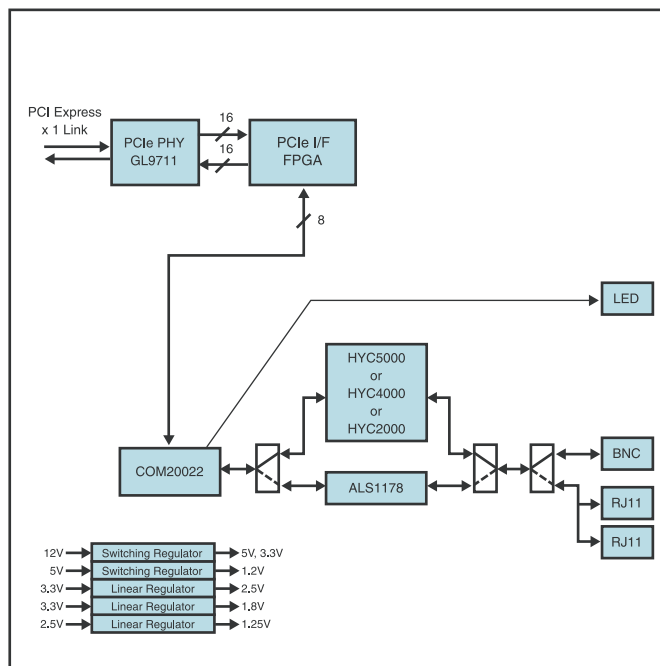 PCI Express
x 1 Link
PCIe PHY
GL9711
16
16
PCIe I/F
FPGA
8
LED
HYC5000
or
HYC4000
or
HYC2000
COM20022
ALS1178
BNC
RJ11
RJ11
12V Switching Regulator 5V, 3.3V
5V Switching Regulator 1.2V
3.3V Linear Regulator 2.5V
3.3V Linear Regulator 1.8V
2.5V Linear Regulator 1.25V